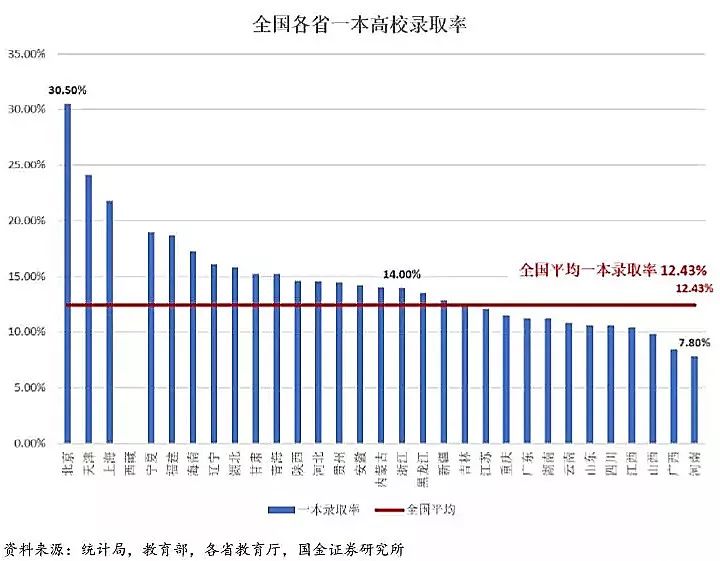 全国各省一本高校录取率
35.00%
30.50%
30.00%
25.00%
20.00%
15.00%
14.00%
全国平均一本录取率 12.43%
12.43%
10.00%
7.80%
5.00%
0.00%
北京
天津
上海
西藏
宁夏
福建
海南
辽宁
湖北
甘肃
青海
陕西
河北
贵州
安徽
内蒙古
浙江
黑龙江
新疆
吉林
江苏
重庆
广东
湖南
云南
山东
四川
江西
山西
广西
河南
一本录取率
全国平均
资料来源：统计局，教育部，各省教育厅，国金证券研究所